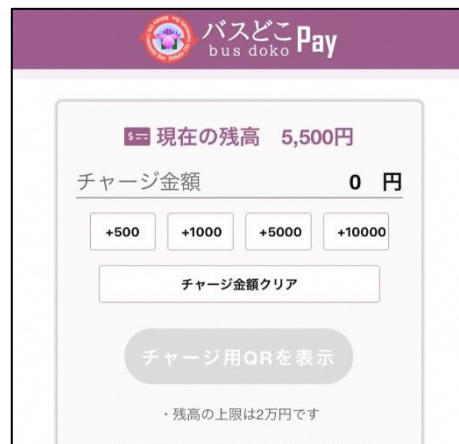 バスどこ Pay
bus doko
現在の残高 5,500円
チャージ金額 0 円
+500 +1000 +5000 +10000
チャージ金額クリア
チャージ用QRを表示
・残高の上限は2万円です